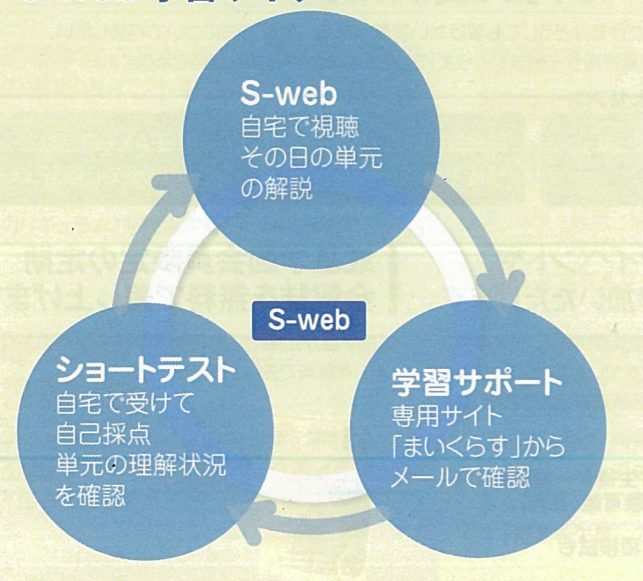 S-web
自宅で視聴
その日の単元
の解説
S-web
ショートテスト
自宅で受けて
自己採点
単元の理解状況
を確認
学習サポート
専用サイト
「まいくらす」から
メールで確認